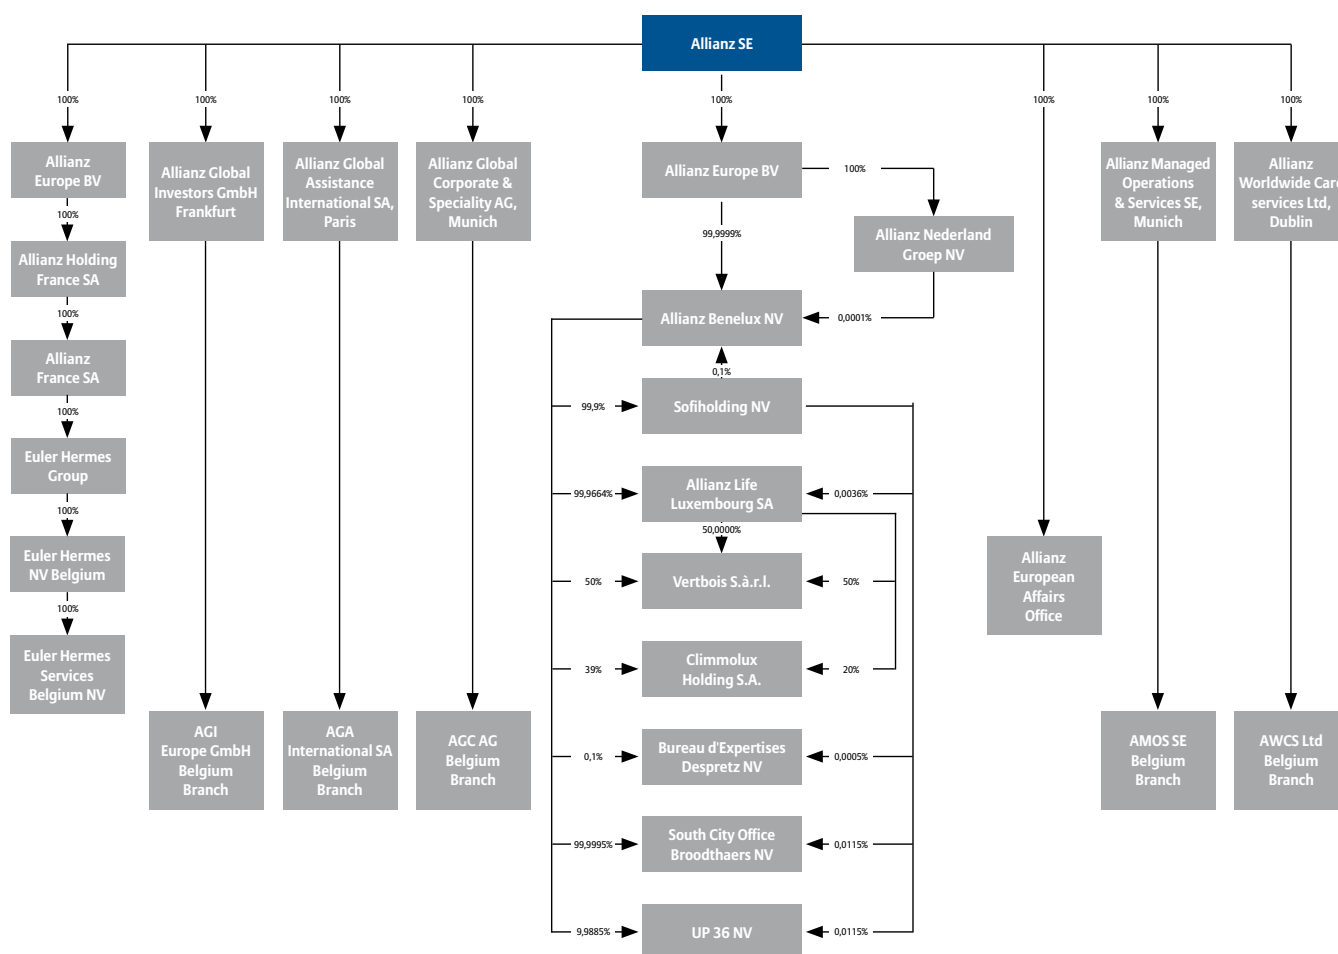 Allianz SE
100%
100%
100%
100%
100%
100%
100%
100%
Allianz
Europe BV
Allianz Global
Investors GmbH
Frankfurt
Allianz Global
Assistance
International SA,
Paris
Allianz Global
Corporate &
Speciality AG,
Munich
Allianz Europe BV
100%
Allianz Managed
Operations
& Services SE,
Munich
Allianz
Worldwide Care
services Ltd,
Dublin
100%
99,9999%
Allianz Nederland
Groep NV
Allianz Holding
France SA
100%
Allianz Benelux NV
0,0001%
Allianz
France SA
0,1%
100%
99,9%
Sofiholding NV
Euler Hermes
Group
99,9664%
Allianz Life
Luxembourg SA
0,0036%
100%
50,0000%
Euler Hermes
NV Belgium
50%
Vertbois S.à.r.l.
50%
Allianz
European
Affairs
Office
100%
Euler Hermes
Services
Belgium NV
39%
Climmolux
Holding S.A.
20%
AGI
Europe GmbH
Belgium
Branch
AGA
International SA
Belgium
Branch
AGC AG
Belgium
Branch
0,1%
Bureau d'Expertises
Despretz NV
0,0005%
AMOS SE
Belgium
Branch
AWCS Ltd
Belgium
Branch
99,9995%
South City Office
Broodthaers NV
0,0115%
9,9885%
UP 36 NV
0,0115%